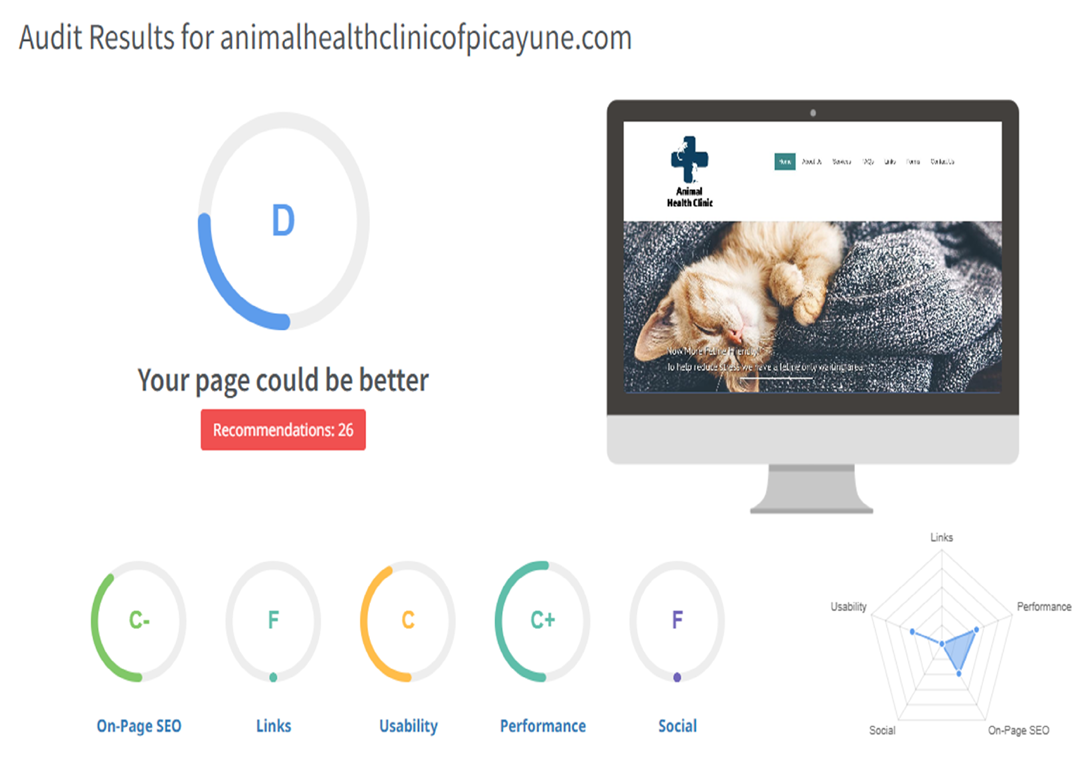 Audit Results for animalhealthclinicofpicayune.com
D
Your page could be better
Recommendations: 26
Animal
Health Clinic
Home About Us Services FAQs Links Forms Contact Us
Now More Feline Friendly!
To help reduce stress we have a feline only waiting area.
C-
F
C
C+
F
On-Page SEO
Links
Usability
Performance
Social
Links
Usability
Performance
Social
On-Page SEO